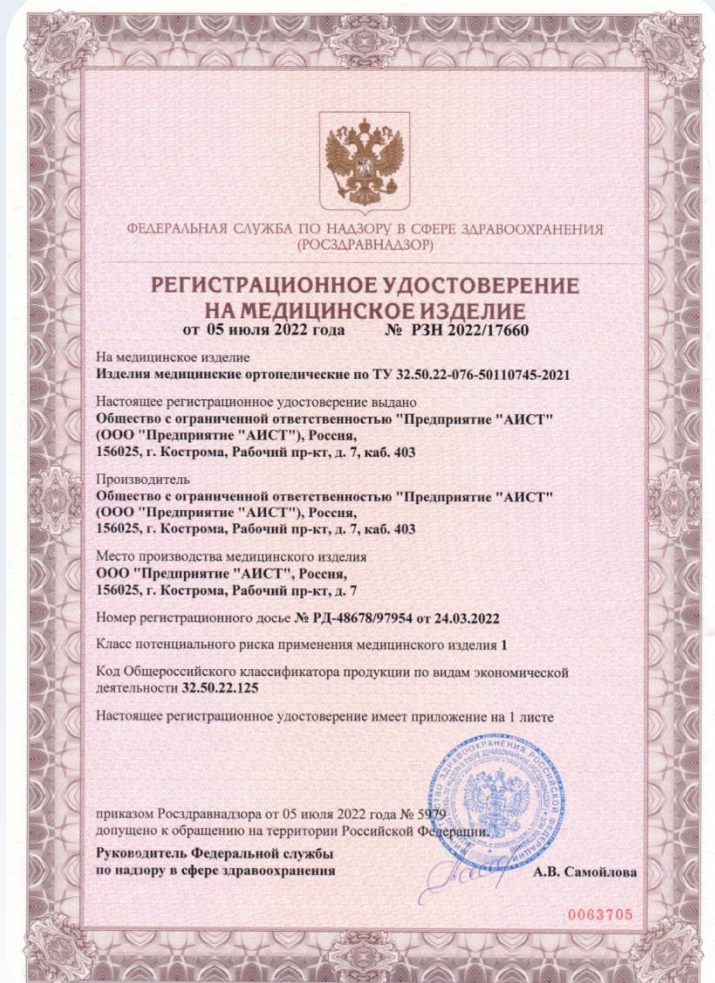 ФЕДЕРАЛЬНАЯ СЛУЖБА ПО НАДЗОРУ В СФЕРЕ ЗДРАВООХРАНЕНИЯ
(РОСЗДРАВНАДЗОР)
РЕГИСТРАЦИОННОЕ УДОСТОВЕРЕНИЕ
НА МЕДИЦИНСКОЕ ИЗДЕЛИЕ
от 05 июля 2022 года № РЗН 2022/17660
На медицинское изделие
Изделия медицинские ортопедические по ТУ 32.50.22-076-50110745-2021
Настоящее регистрационное удостоверение выдано
Общество с ограниченной ответственностью "Предприятие "АИСТ"
(ООО "Предприятие "АИСТ"), Россия,
156025, г. Кострома, Рабочий пр-кт, д. 7, каб. 403
Производитель
Общество с ограниченной ответственностью "Предприятие "АИСТ"
(ООО "Предприятие "АИСТ"), Россия,
156025, г. Кострома, Рабочий пр-кт, д. 7, каб. 403
Место производства медицинского изделия
ООО "Предприятие "АИСТ", Россия,
156025, г. Кострома, Рабочий пр-кт, д. 7
Номер регистрационного досье № РД-48678/97954 от 24.03.2022
Класс потенциального риска применения медицинского изделия 1
Код Общероссийского классификатора продукции по видам экономической
деятельности 32.50.22.125
Настоящее регистрационное удостоверение имеет приложение на 1 листе
приказом Росздравнадзора от 05 июля 2022 года № 5979
допущено к обращению на территории Российской Федерации.
Руководитель Федеральной службы
по надзору в сфере здравоохранения
А.В. Самойлова
0063705